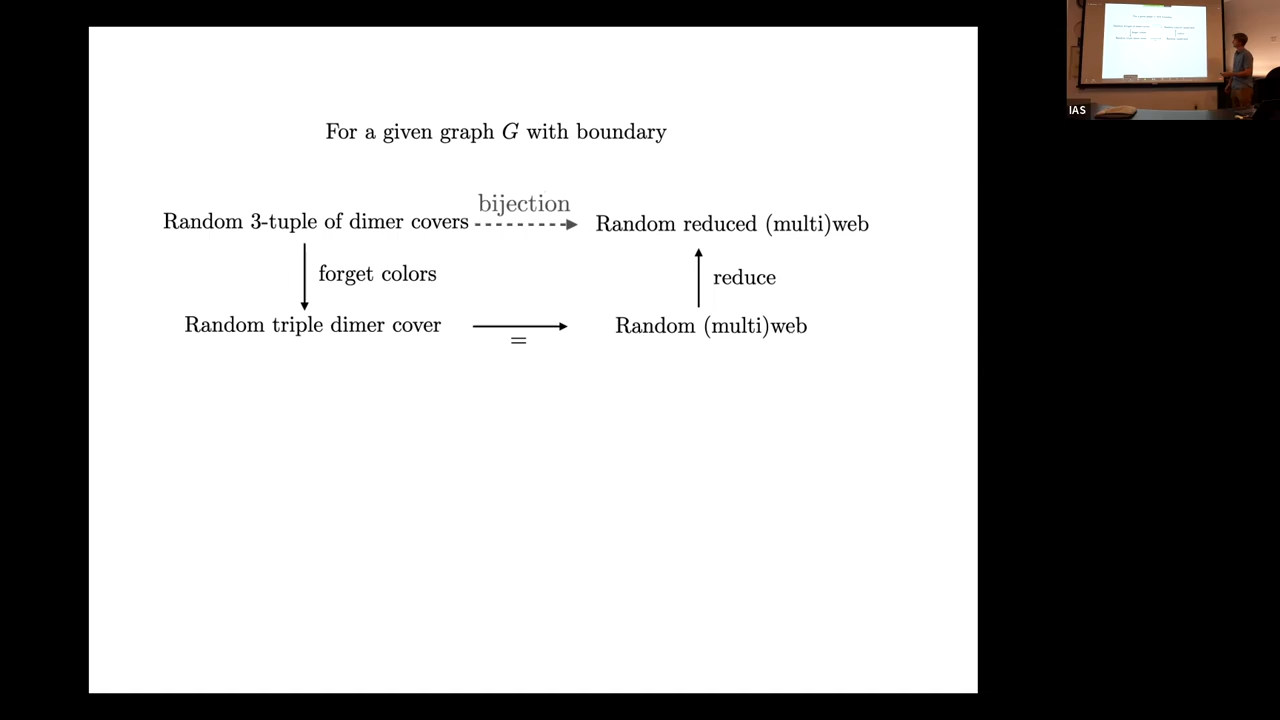 For a given graph G with boundary
bijection
Random 3-tuple of dimer covers
Random reduced (multi)web
forget colors
reduce
Random triple dimer cover
Random (multi)web
=
IAS